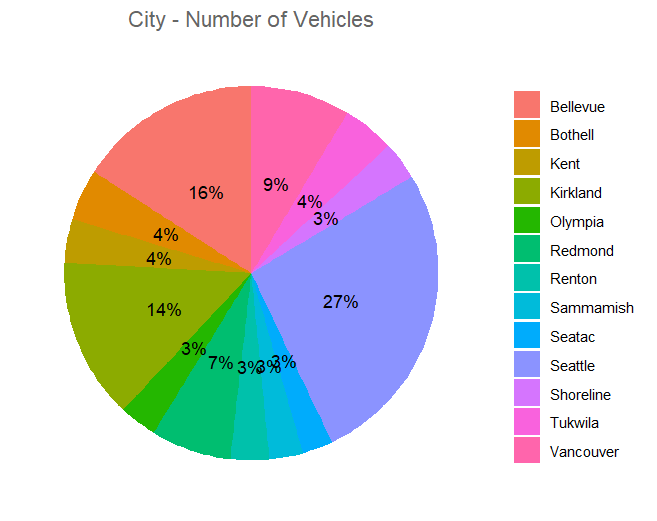 City - Number of Vehicles
9%
4%
3%
16%
4%
4%
14%
27%
3%
7%
3%
3%
3%
Bellevue
Bothell
Kent
Kirkland
Olympia
Redmond
Renton
Sammamish
Seatac
Seattle
Shoreline
Tukwila
Vancouver